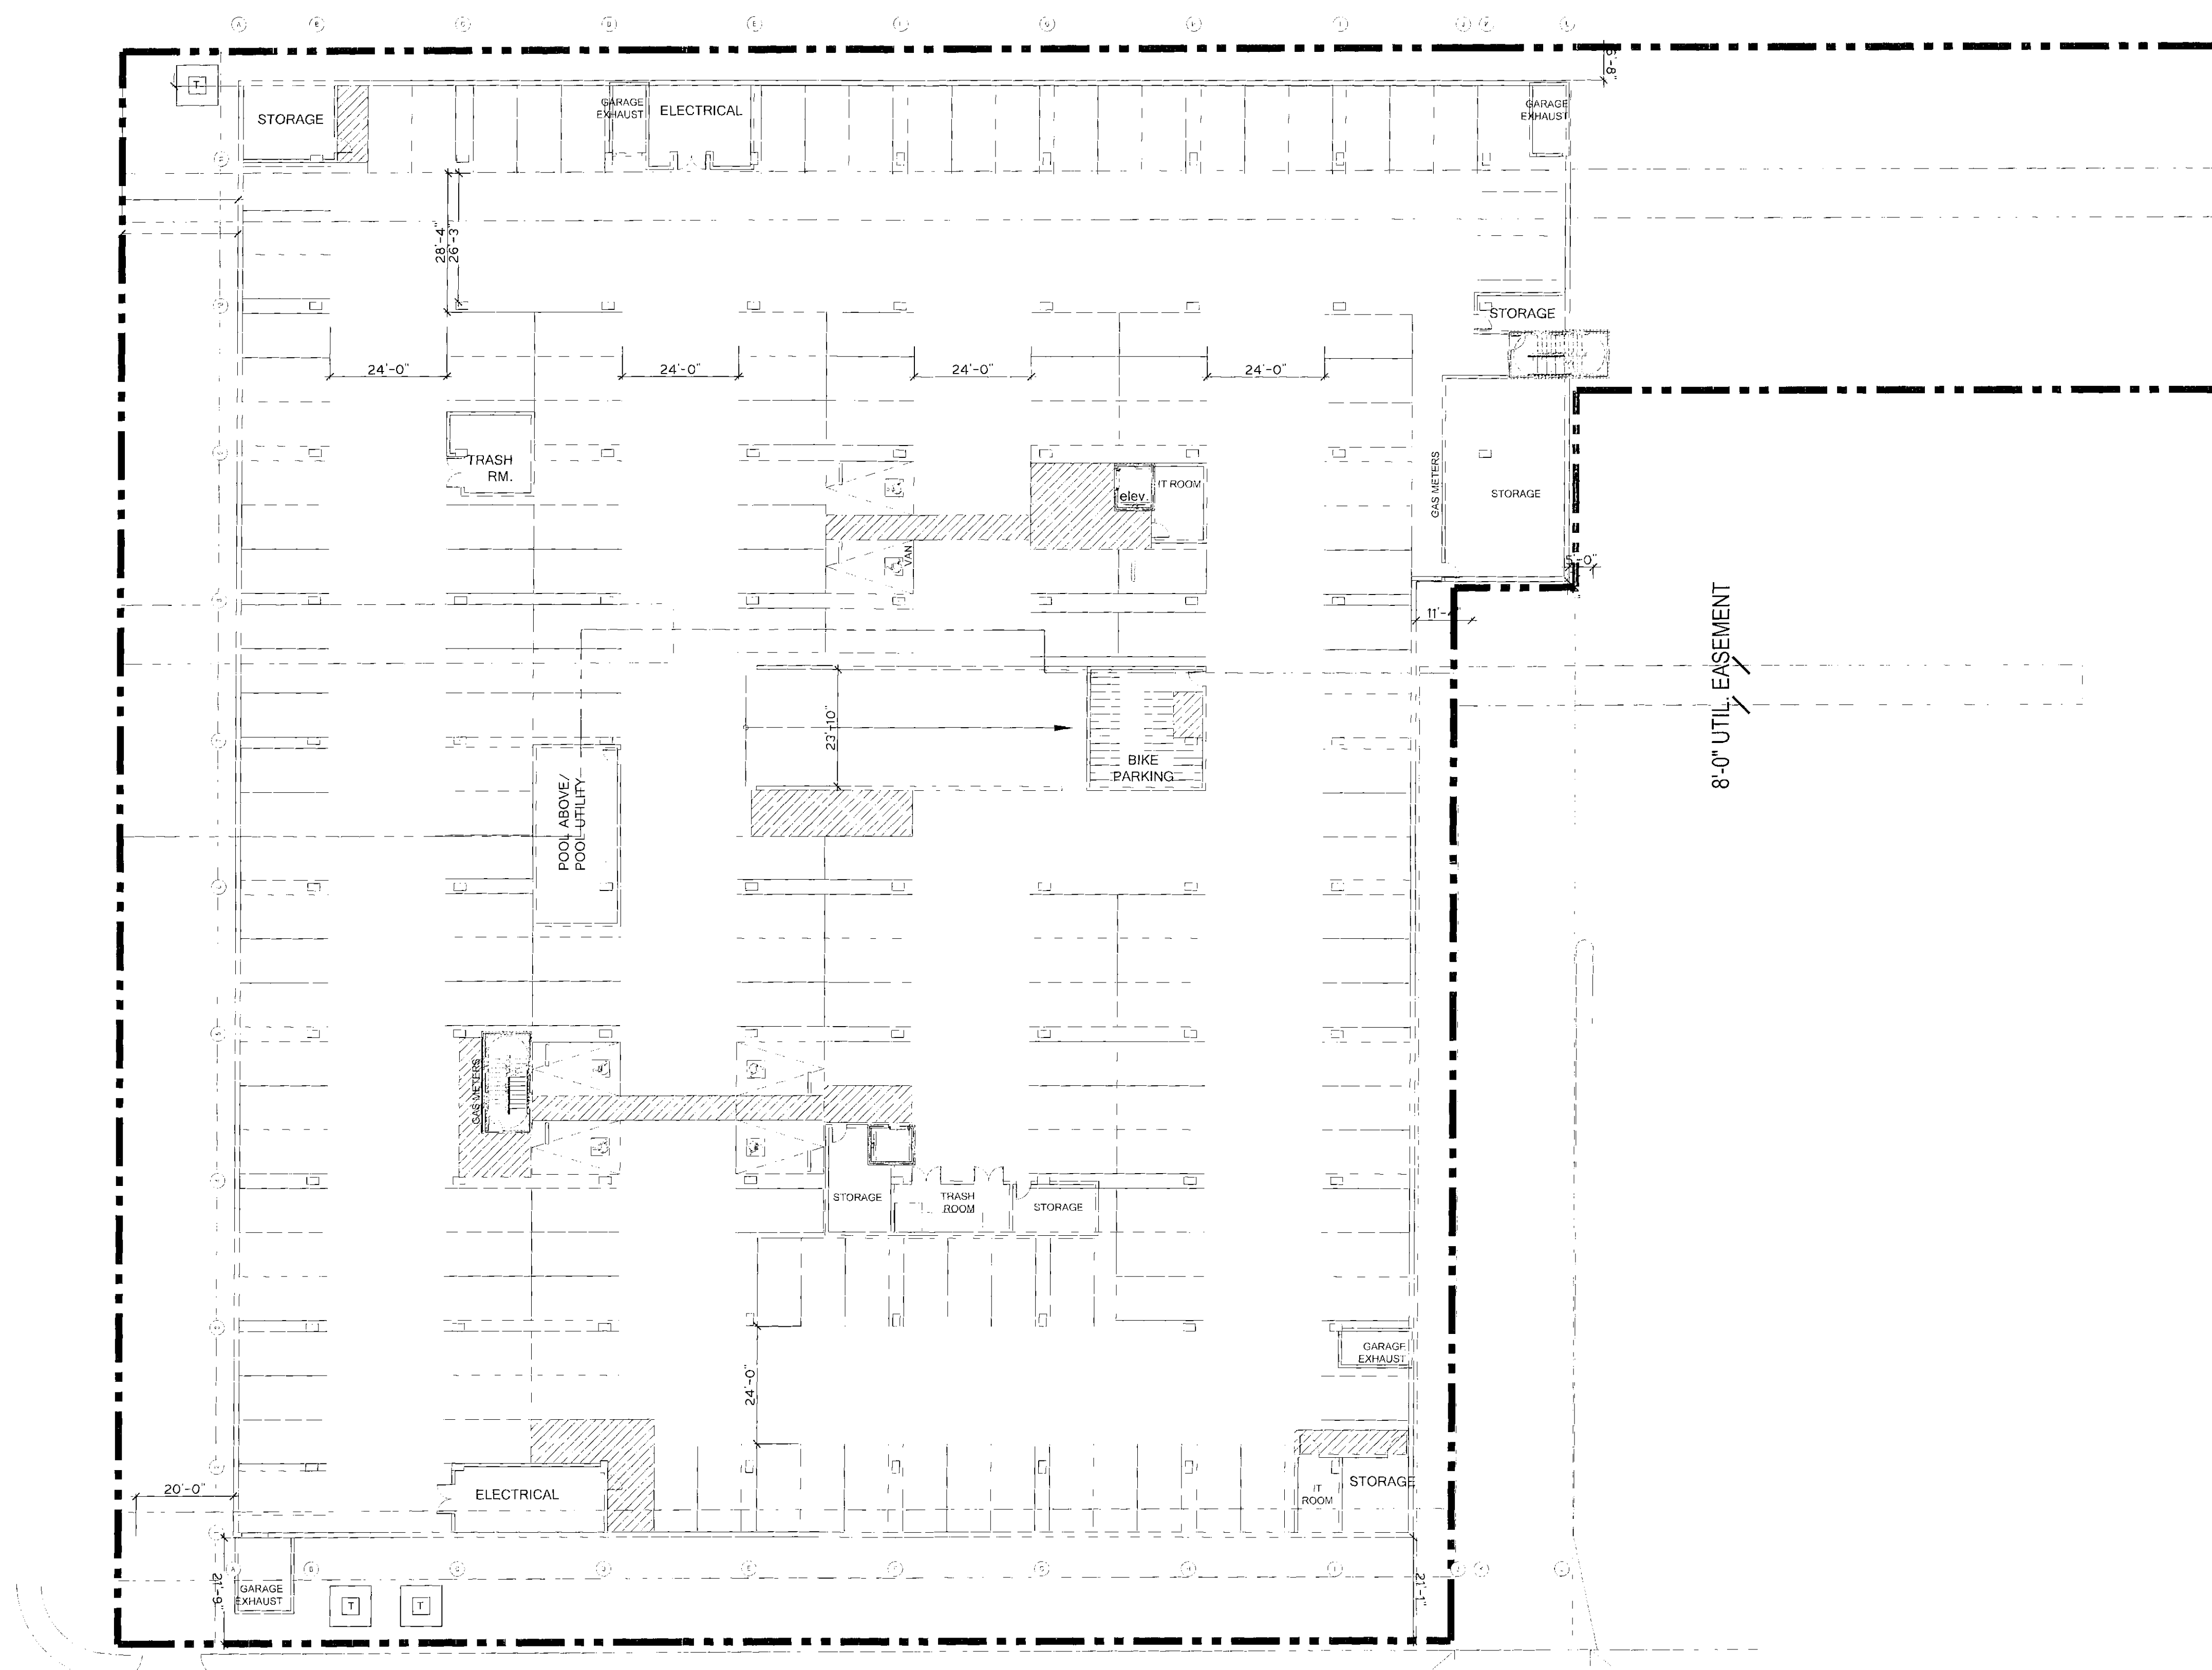 A B C D E F G H I J K L
5'-8"
T
STORAGE
GARAGE
EXHAUST
ELECTRICAL
GARAGE
EXHAUST
28'-4"
26'-3"
STORAGE
24'-0"
24'-0"
24'-0"
24'-0"
TRASH
RM.
elev.
IT ROOM
GAS METERS
STORAGE
VAN
5'-0"
11'-4"
8'-0" UTIL. EASEMENT
23'-10"
BIKE
PARKING
POOL ABOVE/
POOL UTILITY
GAS METERS
STORAGE
TRASH
ROOM
STORAGE
GARAGE
EXHAUST
24'-0"
20'-0"
ELECTRICAL
IT
ROOM
STORAGE
21'-9"
GARAGE
EXHAUST
T
T
21'-1"